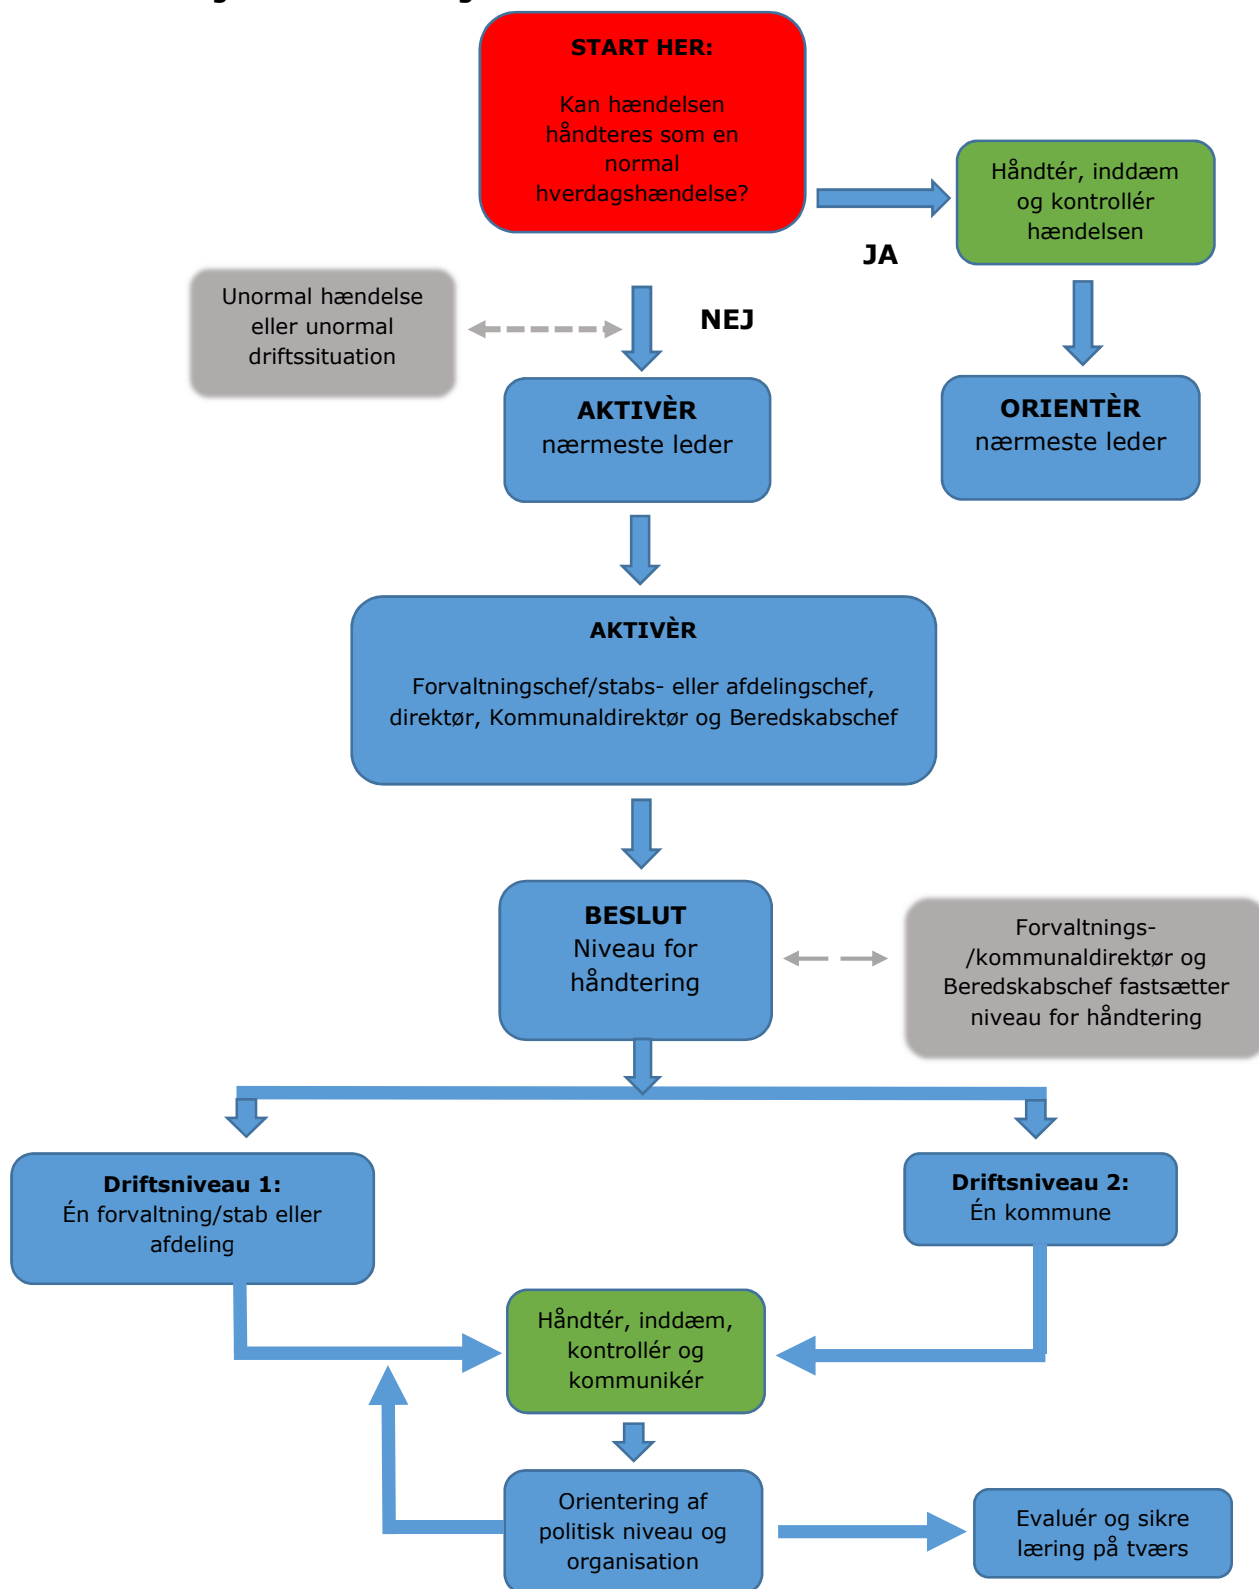 START HER:
Kan hændelsen
håndteres som en
normal
hverdagshændelse?
Håndtér, inddæm
og kontrollér
hændelsen
JA
Unormal hændelse
eller unormal
driftssituation
NEJ
AKTIVÈR
nærmeste leder
ORIENTÈR
nærmeste leder
AKTIVÈR
Forvaltningschef/stabs- eller afdelingschef,
direktør, Kommunaldirektør og Beredskabschef
BESLUT
Niveau for
håndtering
Forvaltnings-
/kommunaldirektør og
Beredskabschef fastsætter
niveau for håndtering
Driftsniveau 1:
Én forvaltning/stab eller
afdeling
Driftsniveau 2:
Én kommune
Håndtér, inddæm,
kontrollér og
kommunikér
Orientering af
politisk niveau og
organisation
Evaluér og sikre
læring på tværs